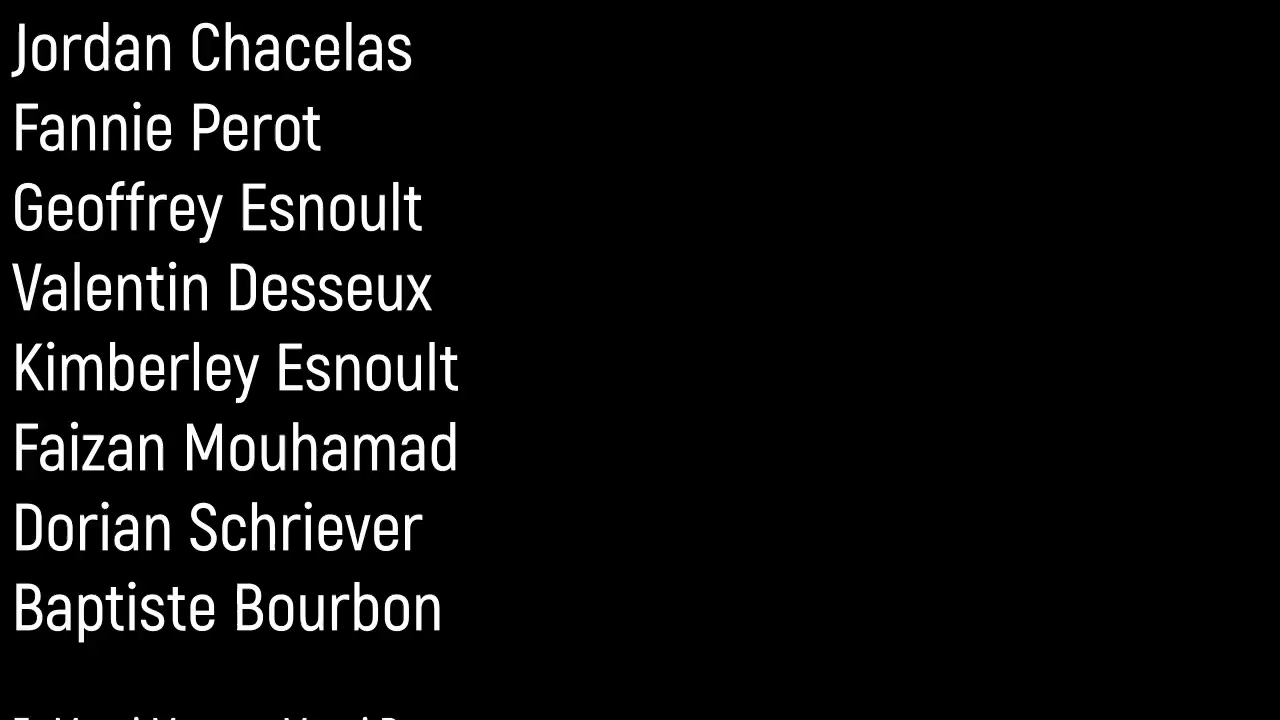 Jordan Chacelas
Fannie Perot
Geoffrey Esnoult
Valentin Desseux
Kimberley Esnoult
Faizan Mouhamad
Dorian Schriever
Baptiste Bourbon